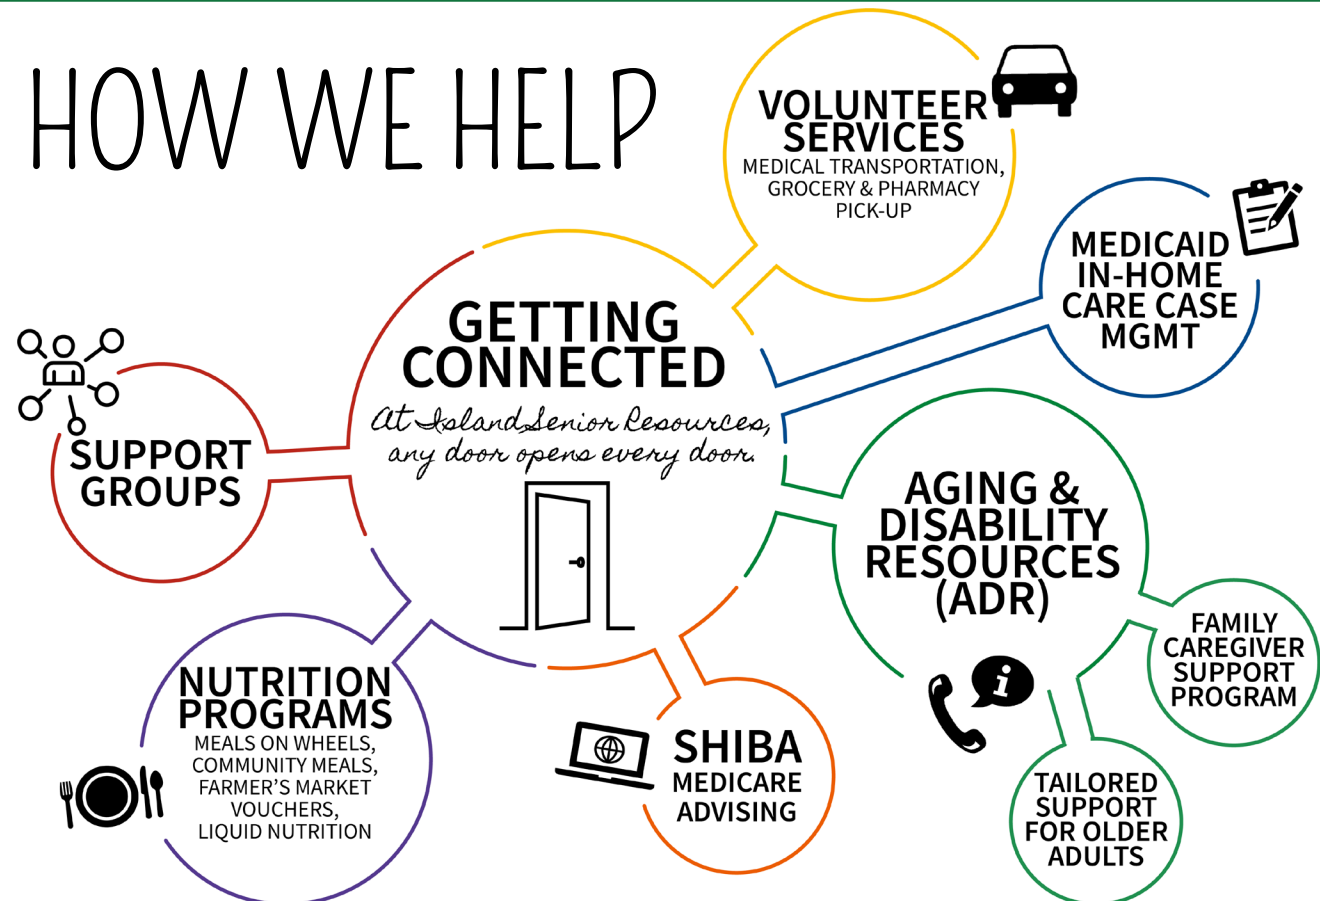 HOW WE HELP
VOLUNTEER
SERVICES
MEDICAL TRANSPORTATION,
GROCERY & PHARMACY
PICK-UP
MEDICAID
IN-HOME
CARE CASE
MGMT
GETTING
CONNECTED
At Island Senior Resources,
any door opens every door.
SUPPORT
GROUPS
AGING &
DISABILITY
RESOURCES
(ADR)
i
FAMILY
CAREGIVER
SUPPORT
PROGRAM
TAILORED
SUPPORT
FOR OLDER
ADULTS
NUTRITION
PROGRAMS
MEALS ON WHEELS,
COMMUNITY MEALS,
FARMER'S MARKET
VOUCHERS,
LIQUID NUTRITION
SHIBA
MEDICARE
ADVISING